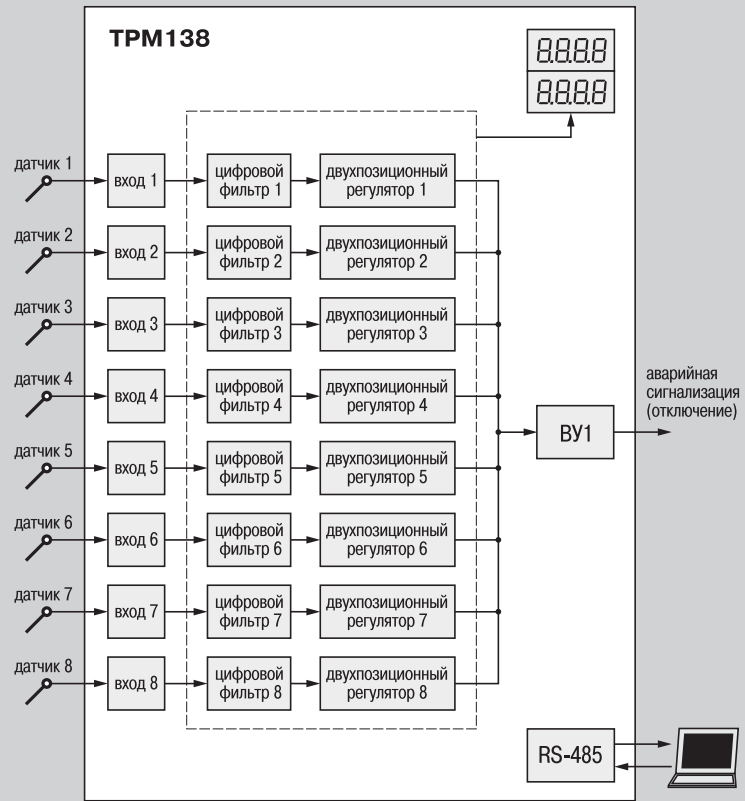 ТРМ138
8.8.8.8
8.8.8.8
датчик 1
вход 1
цифровой
фильтр 1
двухпозиционный
регулятор 1
датчик 2
вход 2
цифровой
фильтр 2
двухпозиционный
регулятор 2
датчик 3
вход 3
цифровой
фильтр 3
двухпозиционный
регулятор 3
датчик 4
вход 4
цифровой
фильтр 4
двухпозиционный
регулятор 4
аварийная
сигнализация
(отключение)
ВУ1
датчик 5
вход 5
цифровой
фильтр 5
двухпозиционный
регулятор 5
датчик 6
вход 6
цифровой
фильтр 6
двухпозиционный
регулятор 6
датчик 7
вход 7
цифровой
фильтр 7
двухпозиционный
регулятор 7
датчик 8
вход 8
цифровой
фильтр 8
двухпозиционный
регулятор 8
RS-485